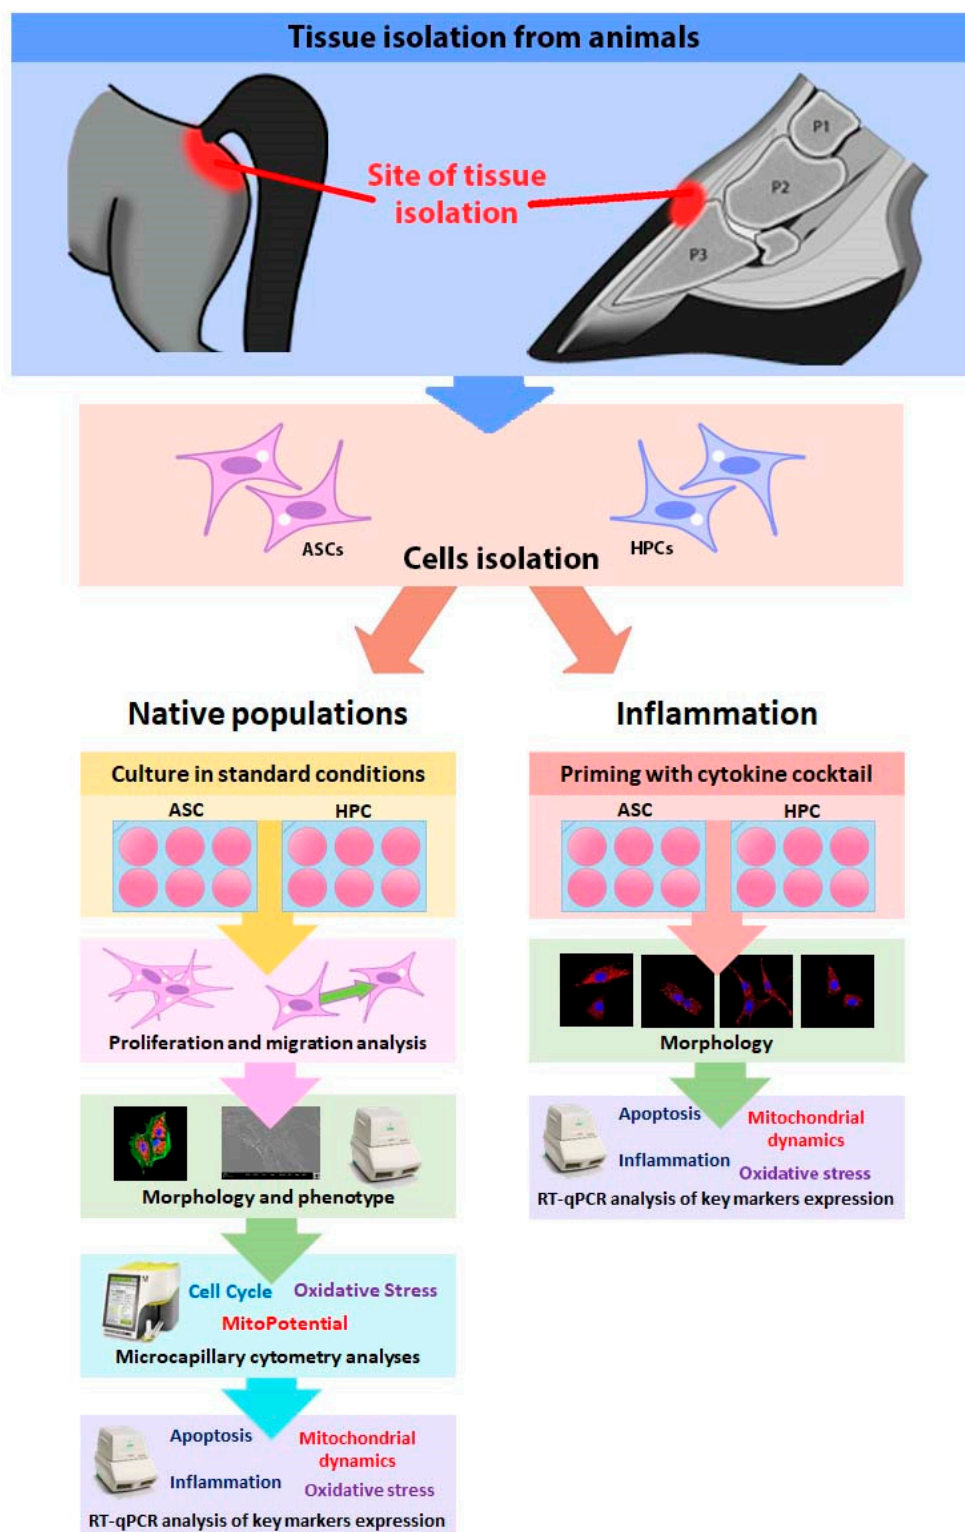 Tissue isolation from animals
Site of tissue
isolation
P1
P2
P3
ASCs
HPCs
Cells isolation
Native populations
Inflammation
Culture in standard conditions
ASC
HPC
Priming with cytokine cocktail
ASC
HPC
Proliferation and migration analysis
Morphology
Morphology and phenotype
Apoptosis
Mitochondrial
dynamics
Inflammation
Oxidative stress
RT-qPCR analysis of key markers expression
Cell Cycle
Oxidative Stress
MitoPotential
Microcapillary cytometry analyses
Apoptosis
Mitochondrial
dynamics
Inflammation
Oxidative stress
RT-qPCR analysis of key markers expression